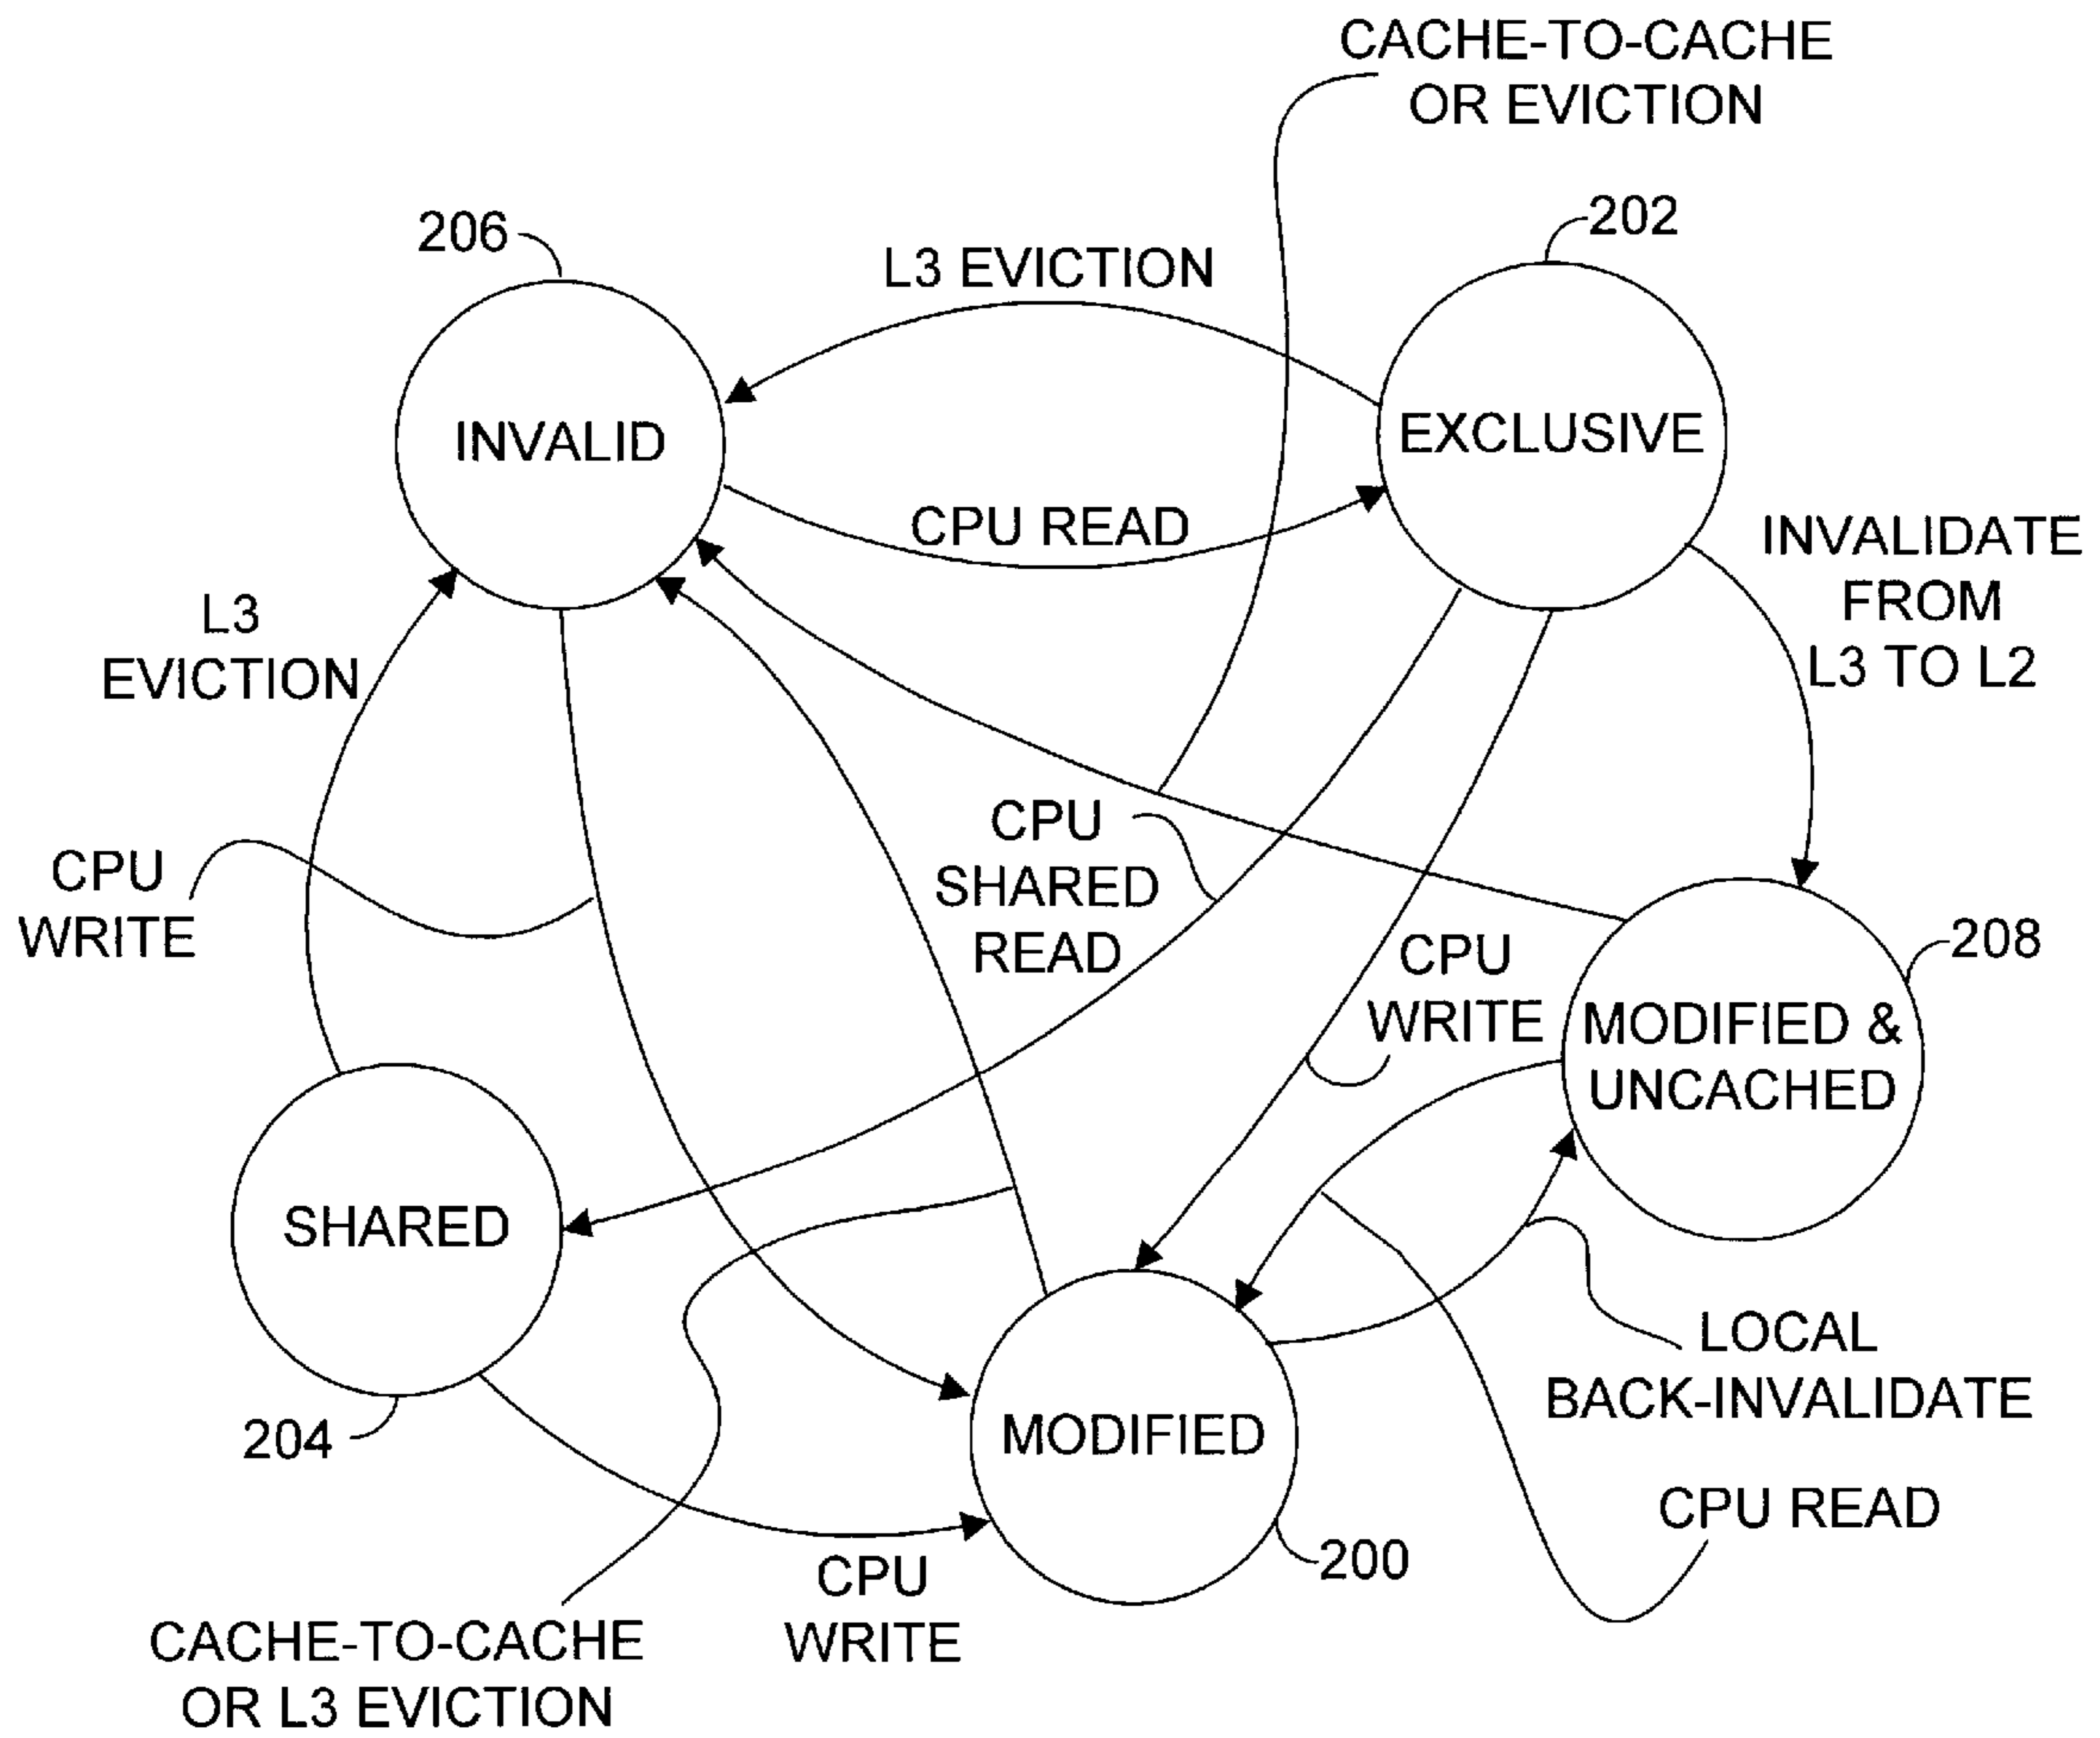 CACHE-TO-CACHE
OR EVICTION
206
202
L3 EVICTION
INVALID
EXCLUSIVE
CPU READ
INVALIDATE
FROM
L3 TO L2
L3
EVICTION
CPU
SHARED
READ
CPU
WRITE
CPU
WRITE
208
MODIFIED &
UNCACHED
SHARED
204
LOCAL
BACK-INVALIDATE
MODIFIED
CPU READ
200
CPU
WRITE
CACHE-TO-CACHE
OR L3 EVICTION